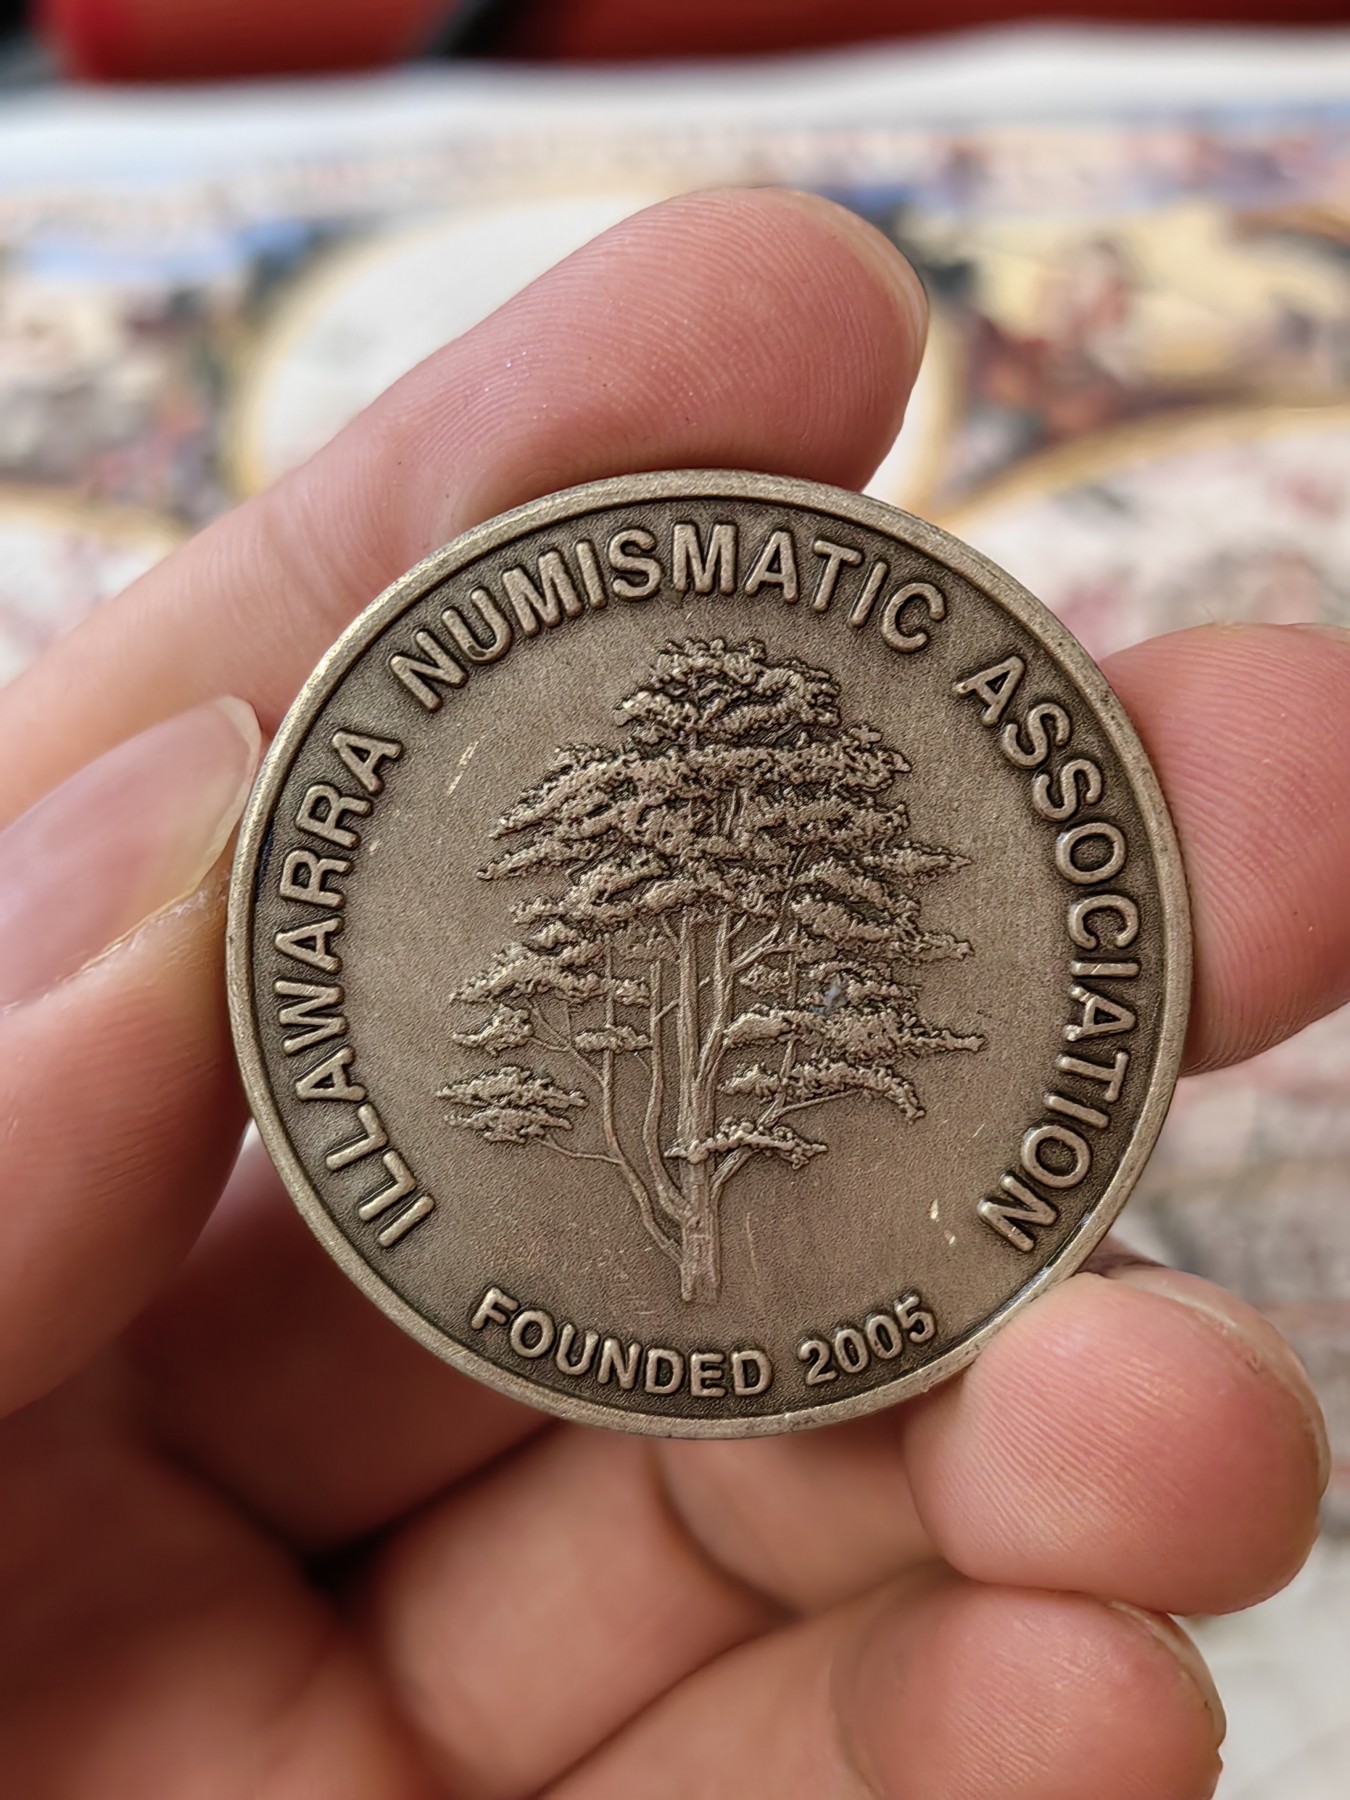 ILLAWARRA NUMISMATIC ASSOCIATION
FOUNDED 2005